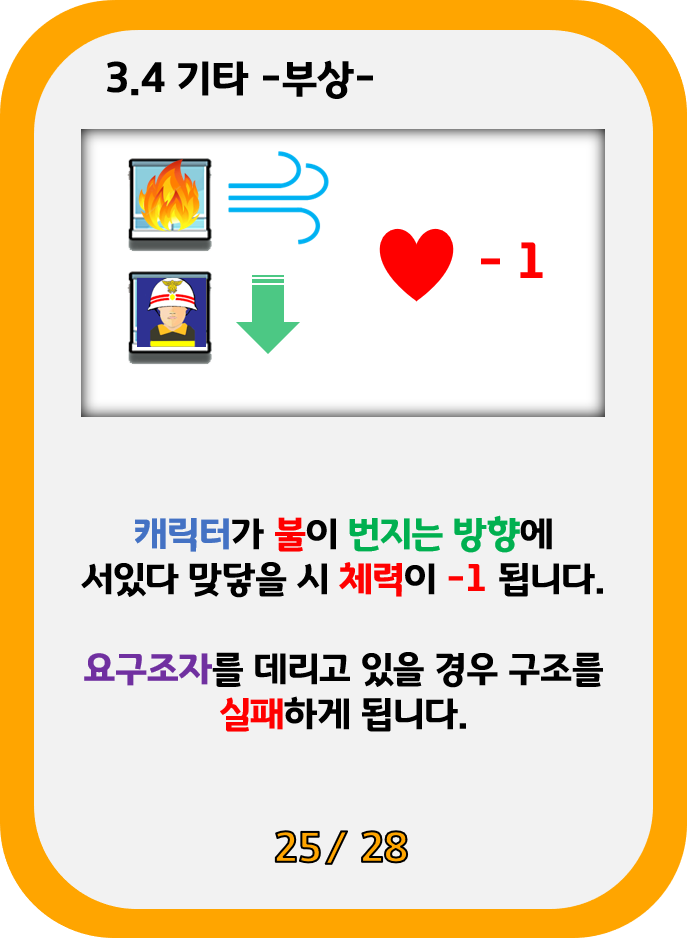 3.4 기타 -부상-
- 1
캐릭터가 불이 번지는 방향에
서있다 맞닿을 시 체력이 -1 됩니다.
요구조자를 데리고 있을 경우 구조를
실패하게 됩니다.
25/ 28